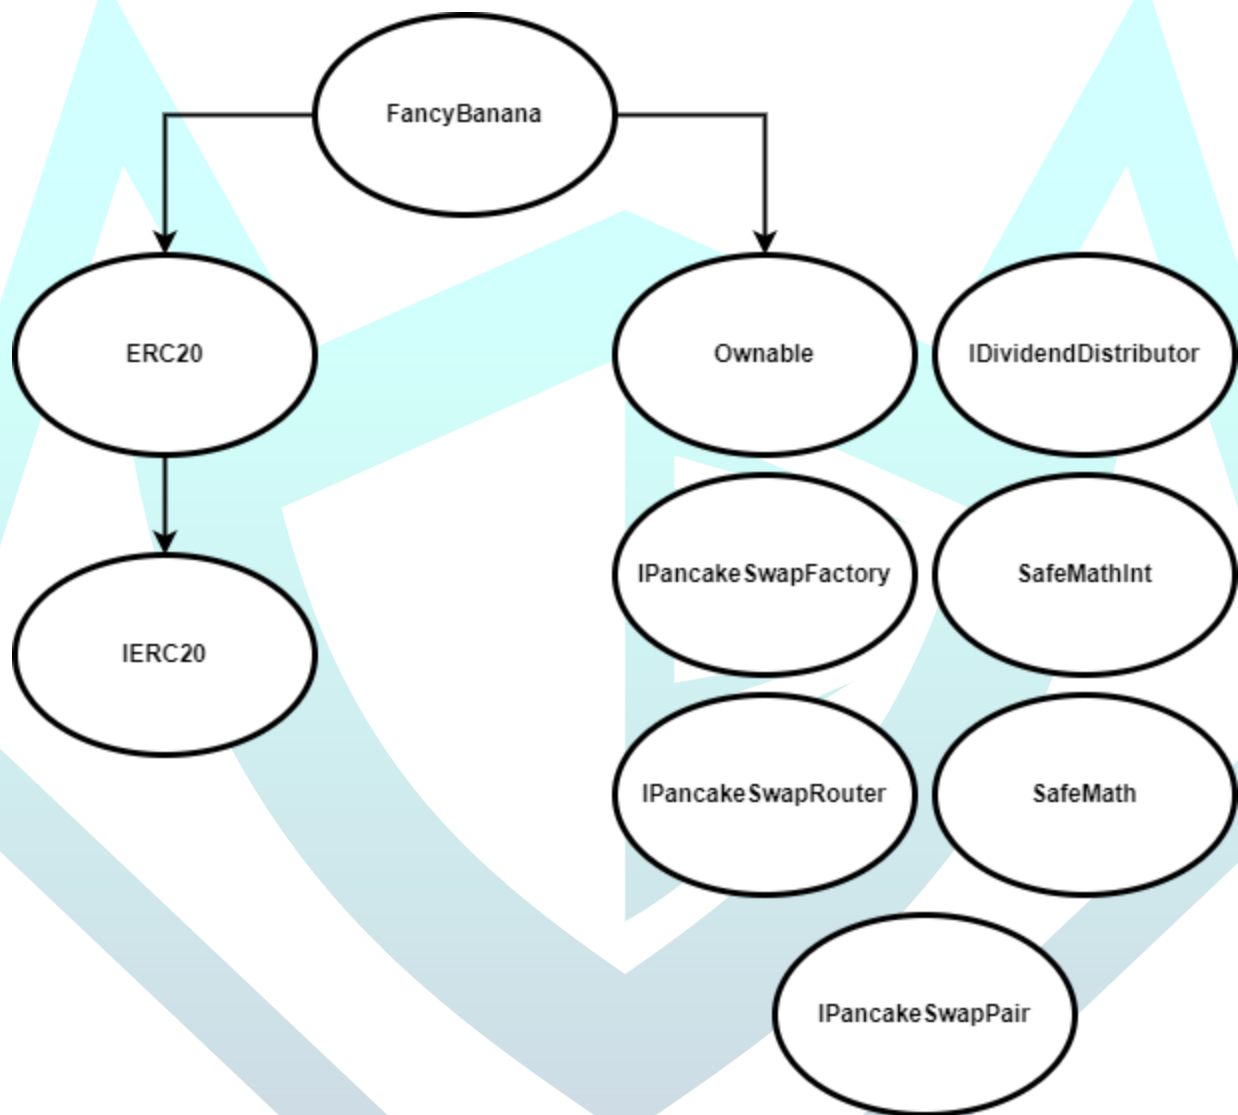 FancyBanana
ERC20
Ownable
IDividendDistributor
IPancakeSwapFactory
SafeMathInt
IERC20
IPancakeSwapRouter
SafeMath
IPancakeSwapPair